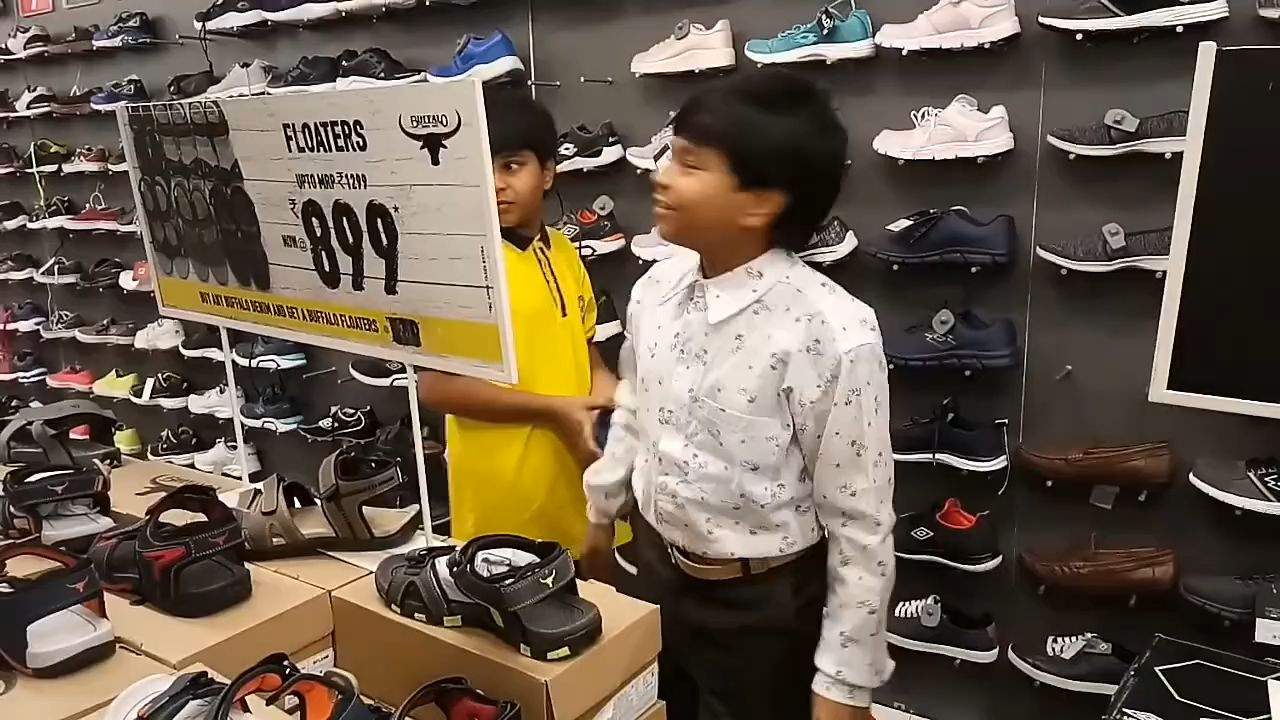 FLOATERS
BUFFALO
UPTO MRP ₹1299
NOW @ ₹899*
BUY ANY BUFFALO DENIM AND GET A BUFFALO FLOATERS